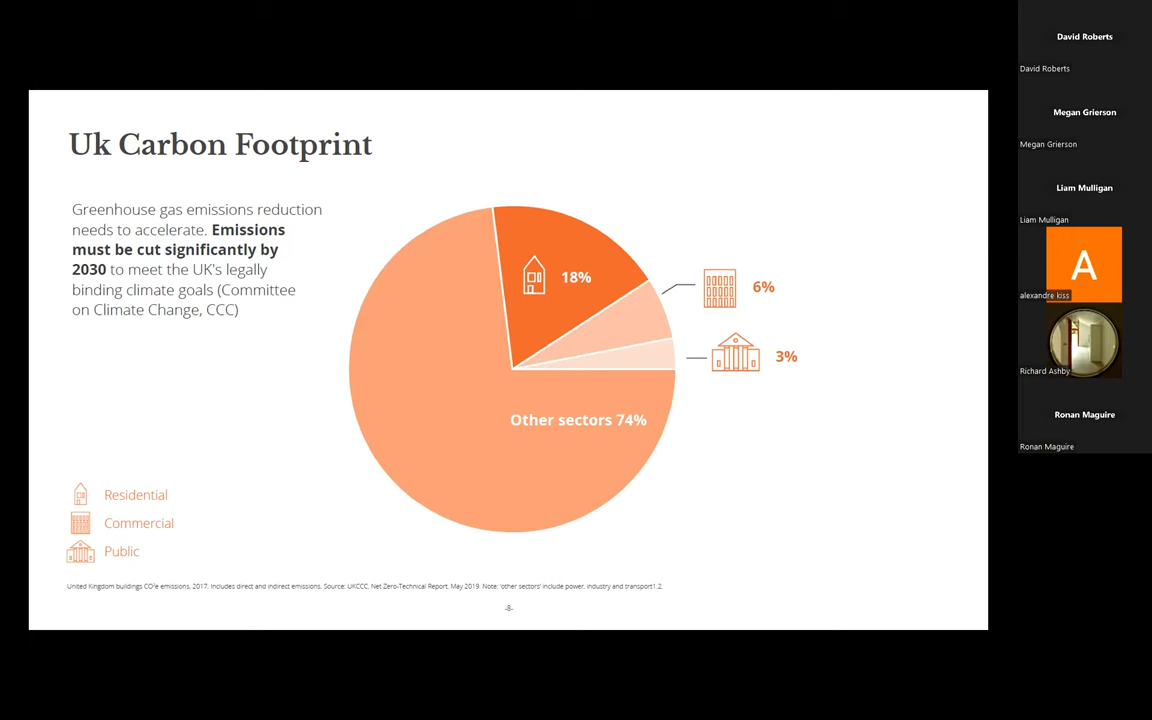 Uk Carbon Footprint
Greenhouse gas emissions reduction
needs to accelerate. Emissions
must be cut significantly by
2030 to meet the UK's legally
binding climate goals (Committee
on Climate Change, CCC)
18%
6%
3%
Other sectors 74%
Residential
Commercial
Public
United Kingdom buildings CO²e emissions, 2017. Includes direct and indirect emissions. Source: UKCCC, Net Zero-Technical Report, May 2019. Note: 'other sectors' include power, industry and transport1.2.
-8-
David Roberts
David Roberts
Megan Grierson
Megan Grierson
Liam Mulligan
Liam Mulligan
A
alexandre kiss
Richard Ashby
Ronan Maguire
Ronan Maguire